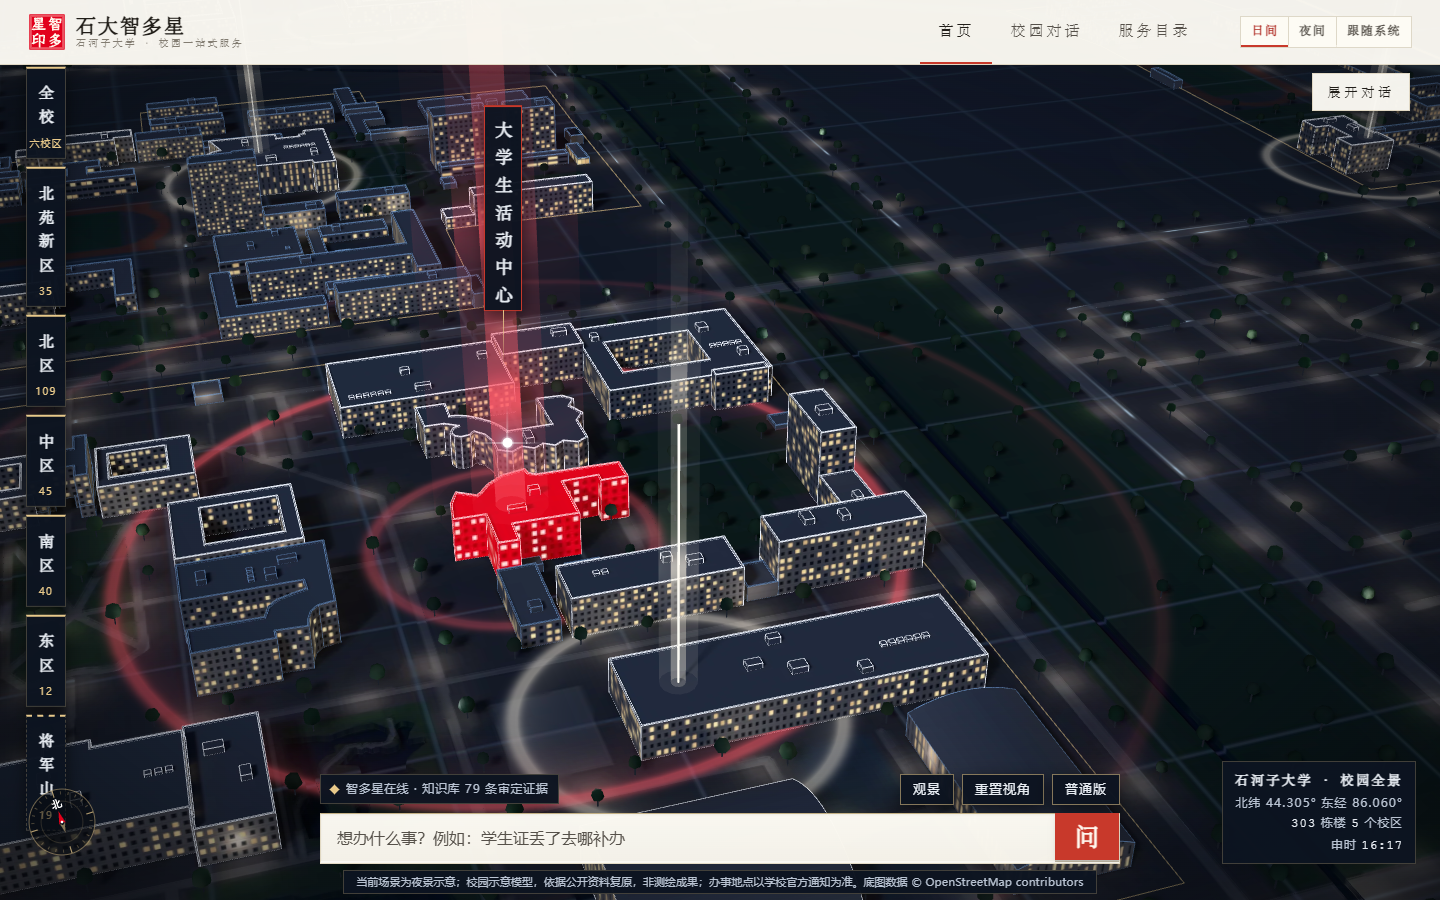 星智
印多
石大智多星
石河子大学 · 校园一站式服务
首页
校园对话
服务目录
日间
夜间
跟随系统
展开对话
全校
六校区
北苑新区
35
北区
109
中区
45
南区
40
东区
12
将军山
19
北
大学生活动中心
智多星在线 · 知识库 79 条审定证据
观景
重置视角
普通版
想办什么事？例如：学生证丢了去哪补办
问
石河子大学 · 校园全景
北纬 44.305° 东经 86.060°
303 栋楼 5 个校区
申时 16:17
当前场景为夜景示意；校园示意模型，依据公开资料复原，非测绘成果；办事地点以学校官方通知为准。底图数据 © OpenStreetMap contributors